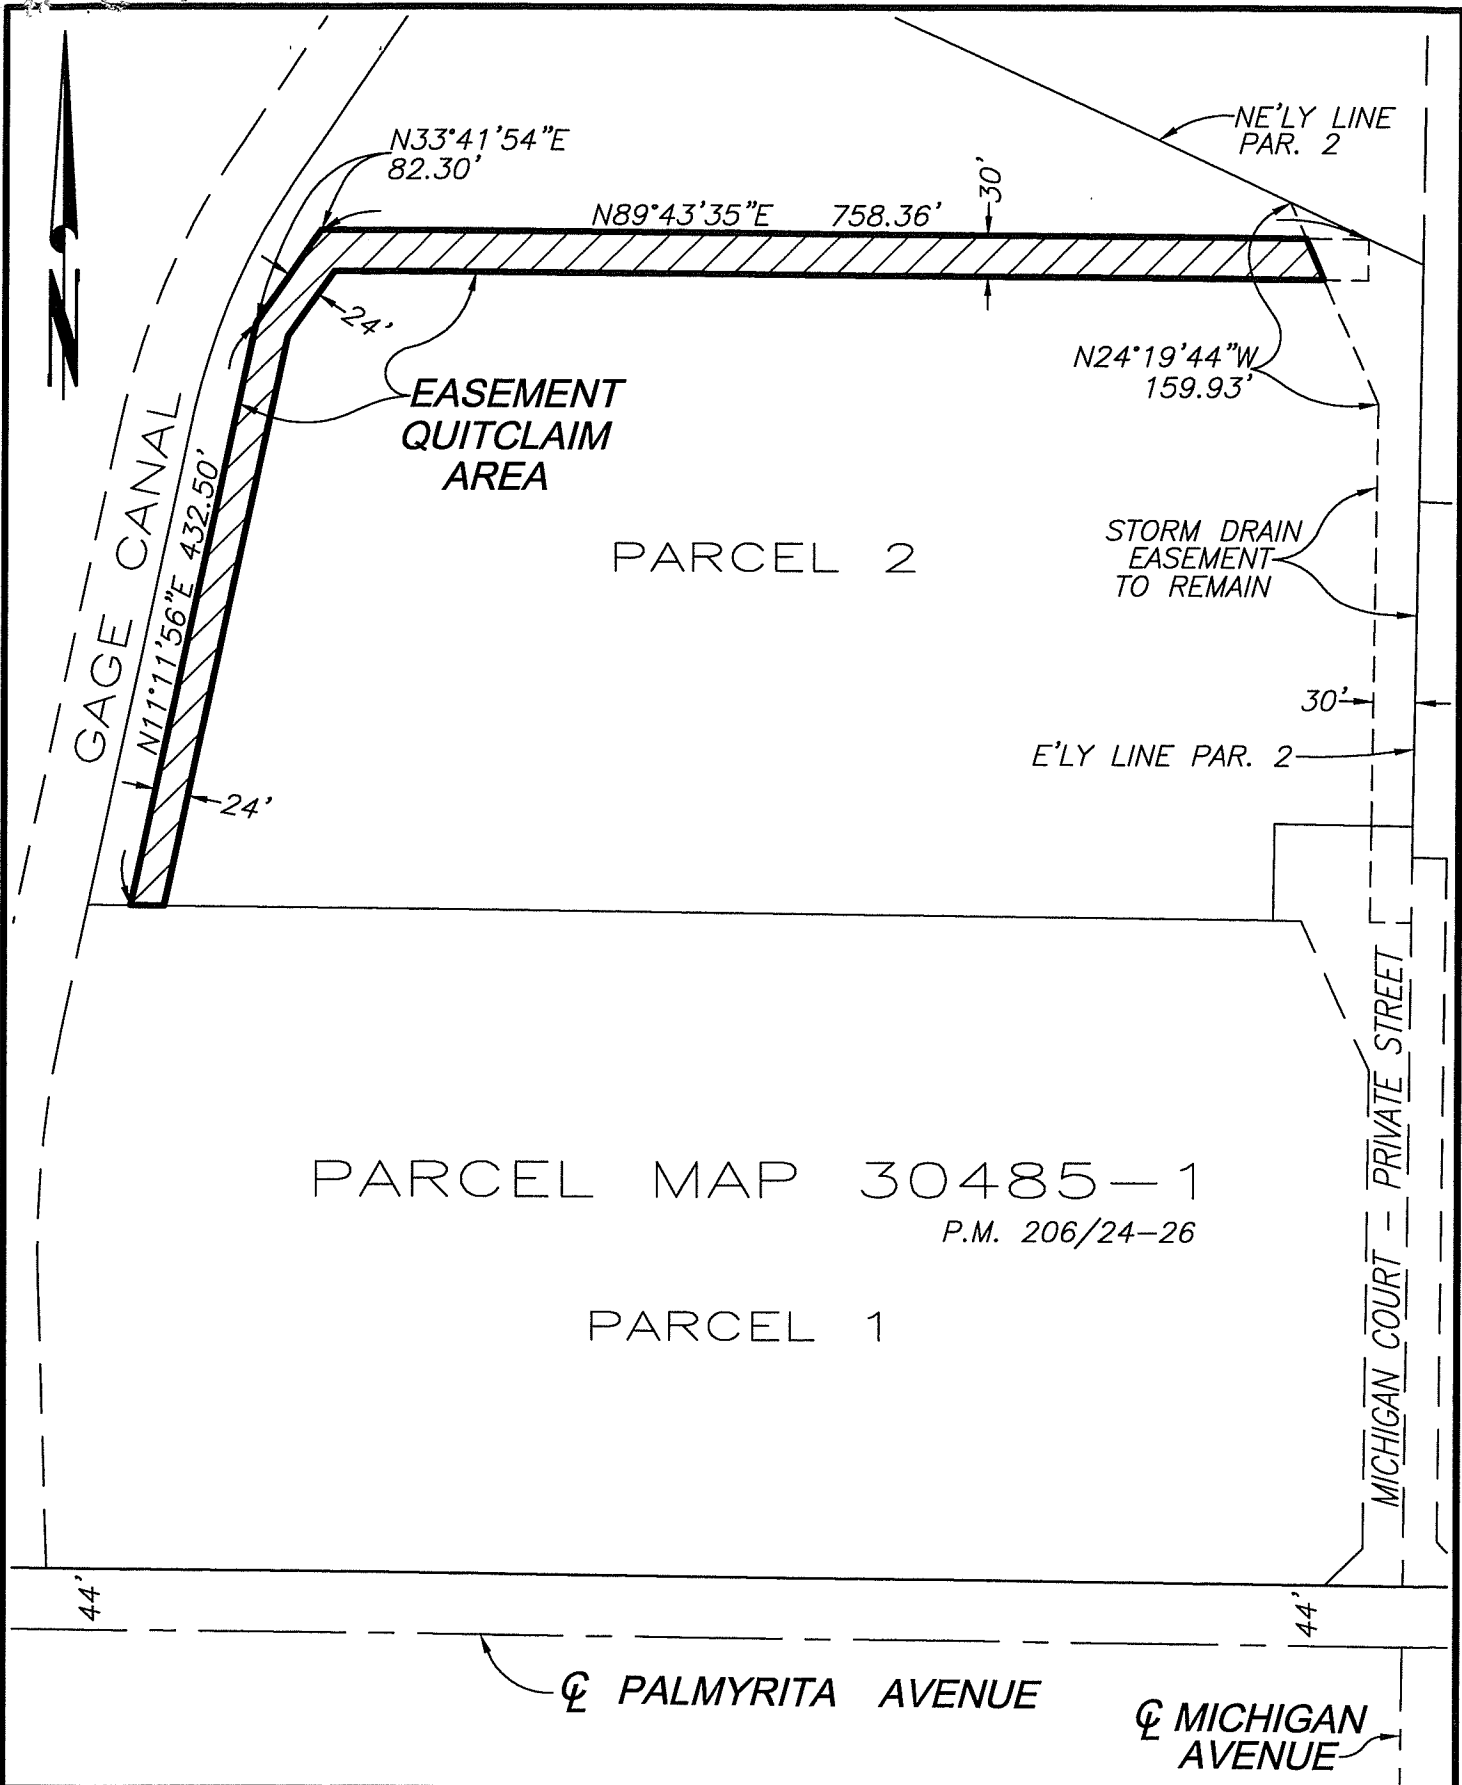 NE'LY LINE
PAR. 2
N33°41'54"E
82.30'
30'
N89°43'35"E 758.36'
24'
N24°19'44"W
159.93'
EASEMENT
QUITCLAIM
AREA
GAGE CANAL
N11°11'56"E 432.50'
PARCEL 2
STORM DRAIN
EASEMENT
TO REMAIN
30'
E'LY LINE PAR. 2
24'
N
MICHIGAN COURT - PRIVATE STREET
PARCEL MAP 30485-1
P.M. 206/24-26
PARCEL 1
44'
44'
℄ PALMYRITA AVENUE
℄ MICHIGAN
AVENUE